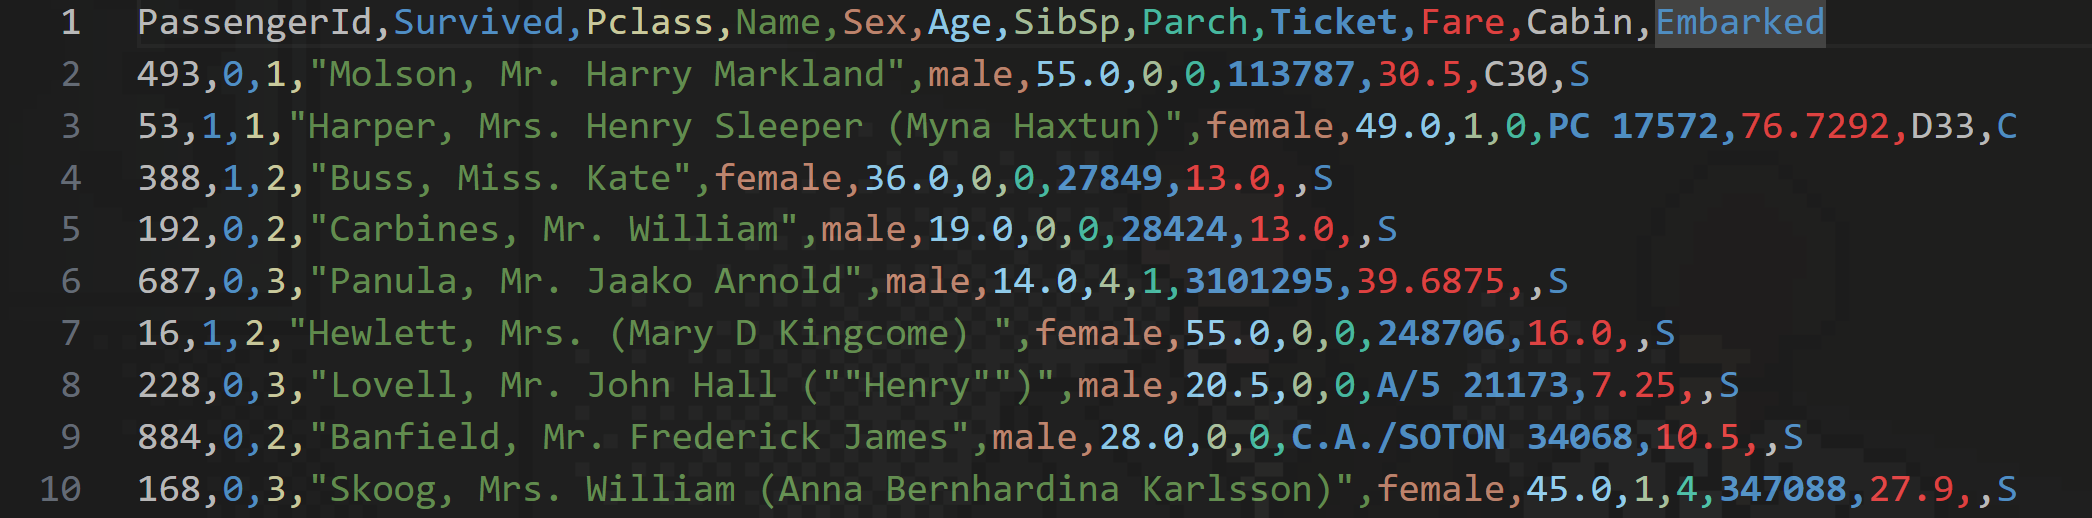 1 PassengerId,Survived,Pclass,Name,Sex,Age,SibSp,Parch,Ticket,Fare,Cabin,Embarked
2 493,0,1,"Molson, Mr. Harry Markland",male,55.0,0,0,113787,30.5,C30,S
3 53,1,1,"Harper, Mrs. Henry Sleeper (Myna Haxtun)",female,49.0,1,0,PC 17572,76.7292,D33,C
4 388,1,2,"Buss, Miss. Kate",female,36.0,0,0,27849,13.0,,S
5 192,0,2,"Carbines, Mr. William",male,19.0,0,0,28424,13.0,,S
6 687,0,3,"Panula, Mr. Jaako Arnold",male,14.0,4,1,3101295,39.6875,,S
7 16,1,2,"Hewlett, Mrs. (Mary D Kingcome) ",female,55.0,0,0,248706,16.0,,S
8 228,0,3,"Lovell, Mr. John Hall (""Henry"")",male,20.5,0,0,A/5 21173,7.25,,S
9 884,0,2,"Banfield, Mr. Frederick James",male,28.0,0,0,C.A./SOTON 34068,10.5,,S
10 168,0,3,"Skoog, Mrs. William (Anna Bernhardina Karlsson)",female,45.0,1,4,347088,27.9,,S